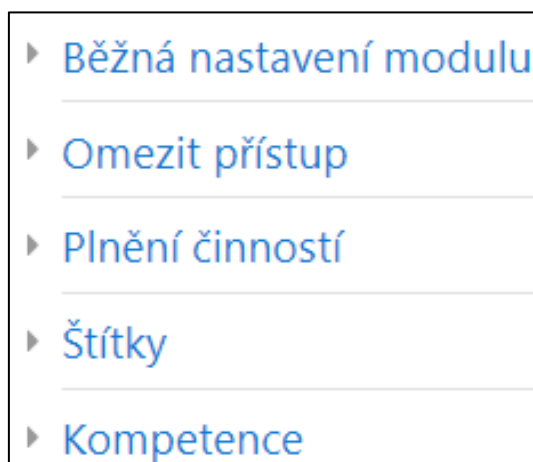 Běžná nastavení modulu
Omezit přístup
Plnění činností
Štítky
Kompetence